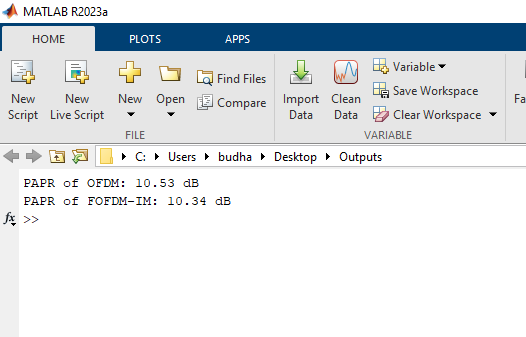 MATLAB R2023a
HOME PLOTS APPS
New Script
New Live Script
New
Open
Find Files
Compare
Import Data
Clean Data
Variable
Save Workspace
Clear Workspace
Fa
FILE VARIABLE
C: Users budha Desktop Outputs
PAPR of OFDM: 10.53 dB
PAPR of FOFDM-IM: 10.34 dB
fx >>